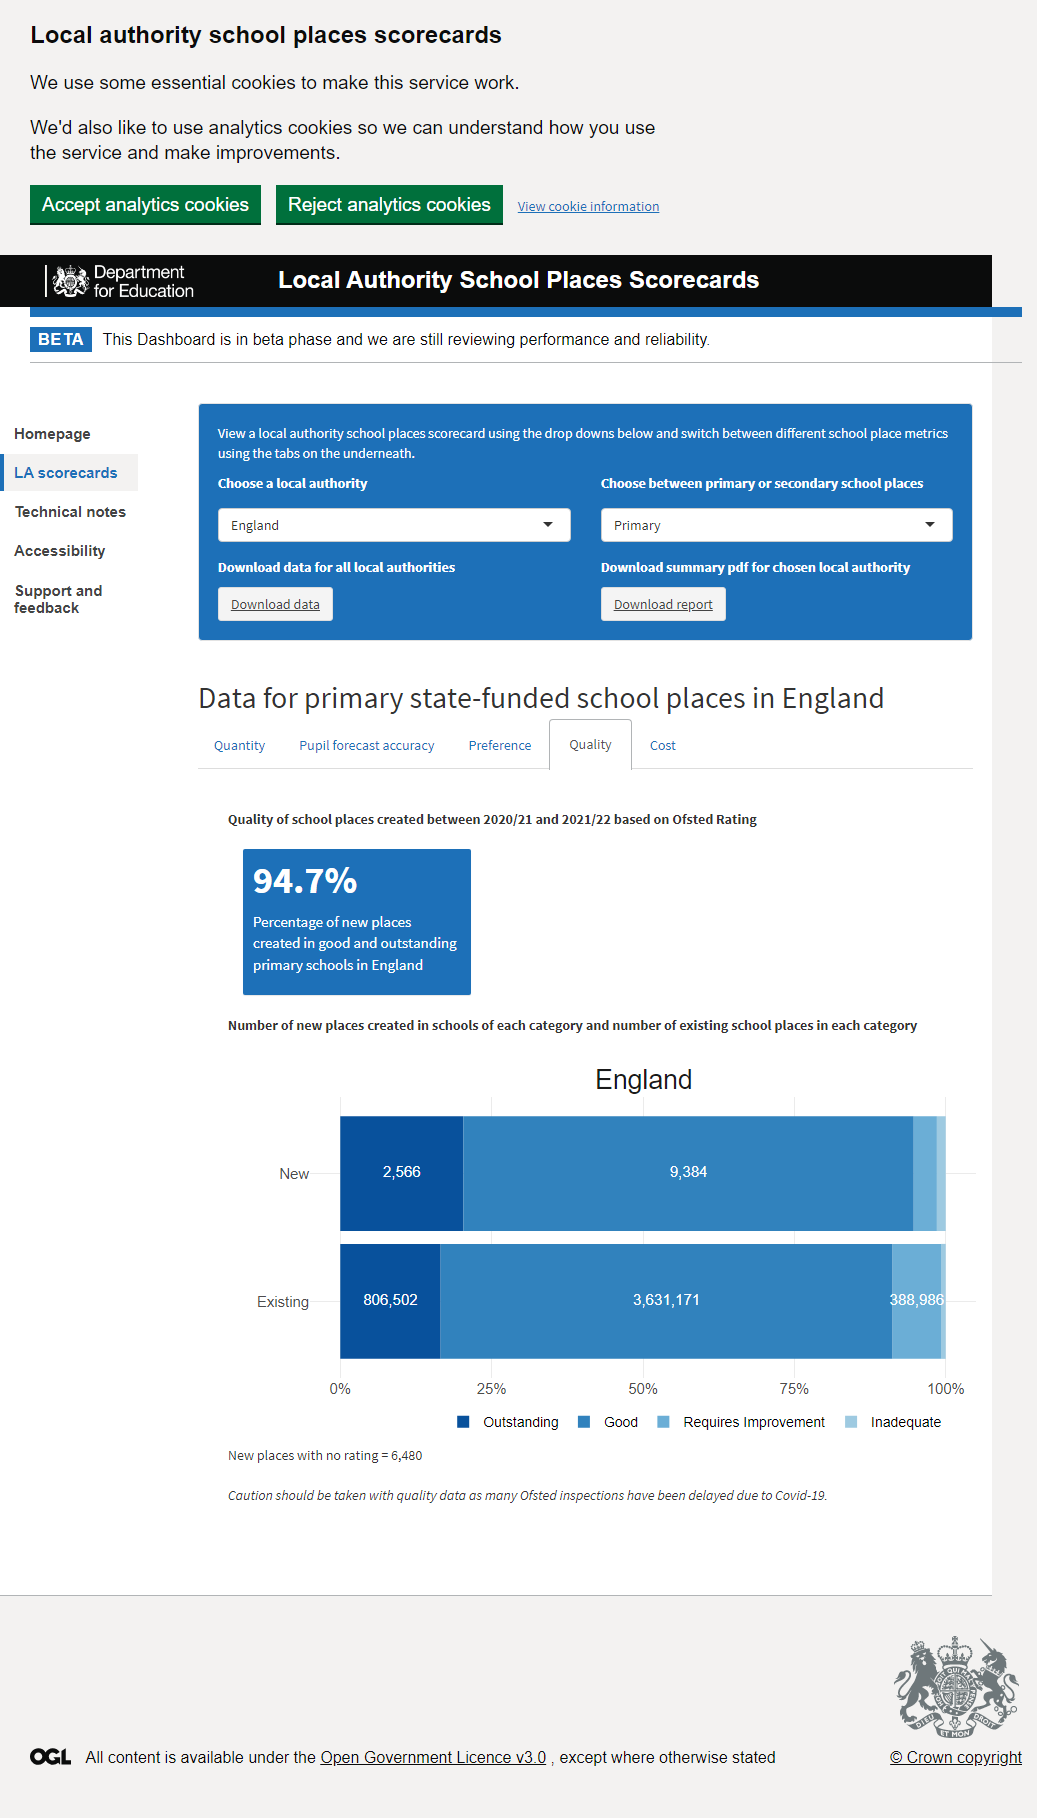 Local authority school places scorecards
We use some essential cookies to make this service work.
We'd also like to use analytics cookies so we can understand how you use
the service and make improvements.
Accept analytics cookies
Reject analytics cookies
View cookie information
Department
for Education
Local Authority School Places Scorecards
BETA
This Dashboard is in beta phase and we are still reviewing performance and reliability.
Homepage
LA scorecards
Technical notes
Accessibility
Support and
feedback
View a local authority school places scorecard using the drop downs below and switch between different school place metrics
using the tabs on the underneath.
Choose a local authority
England
Choose between primary or secondary school places
Primary
Download data for all local authorities
Download data
Download summary pdf for chosen local authority
Download report
Data for primary state-funded school places in England
Quantity
Pupil forecast accuracy
Preference
Quality
Cost
Quality of school places created between 2020/21 and 2021/22 based on Ofsted Rating
94.7%
Percentage of new places
created in good and outstanding
primary schools in England
Number of new places created in schools of each category and number of existing school places in each category
England
New
2,566
9,384
Existing
806,502
3,631,171
388,986
0%
25%
50%
75%
100%
Outstanding
Good
Requires Improvement
Inadequate
New places with no rating = 6,480
Caution should be taken with quality data as many Ofsted inspections have been delayed due to Covid-19.
DIEU ET MON DROIT
OGL
All content is available under the Open Government Licence v3.0 , except where otherwise stated
© Crown copyright